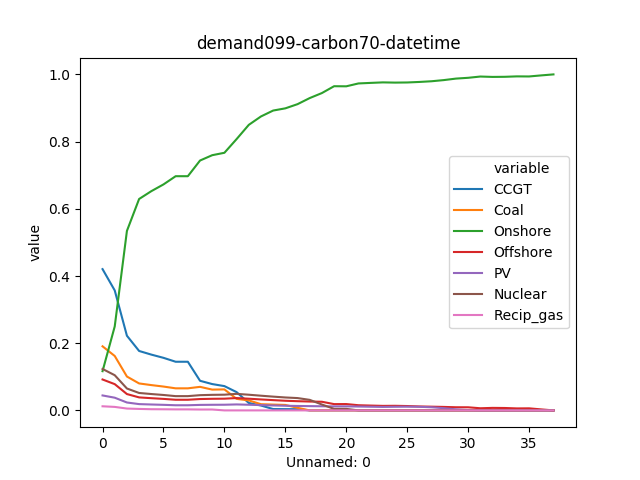 demand099-carbon70-datetime
1.0
0.8
0.6
0.4
0.2
0.0
value
variable
CCGT
Coal
Onshore
Offshore
PV
Nuclear
Recip_gas
0 5 10 15 20 25 30 35
Unnamed: 0